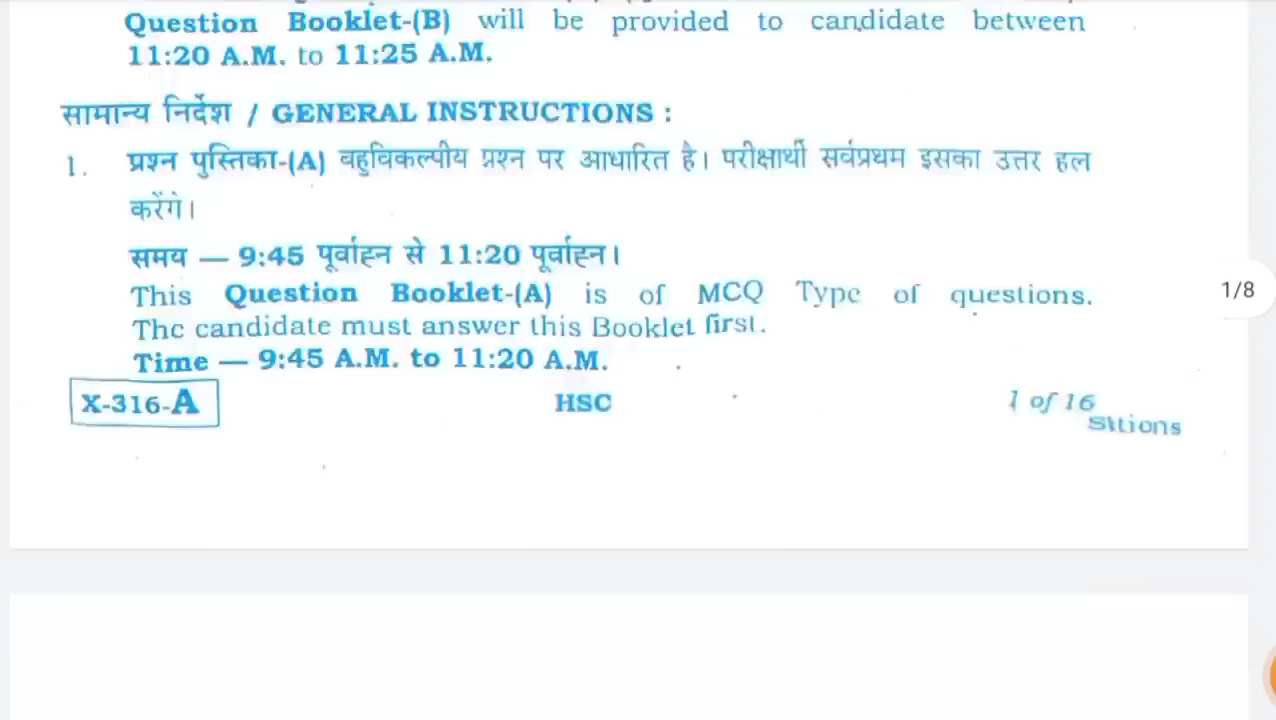 Question Booklet-(B) will be provided to candidate between
11:20 A.M. to 11:25 A.M.
सामान्य निर्देश / GENERAL INSTRUCTIONS :
1. प्रश्न पुस्तिका-(A) बहुविकल्पीय प्रश्न पर आधारित है। परीक्षार्थी सर्वप्रथम इसका उत्तर हल
करेंगे।
समय — 9:45 पूर्वाह्न से 11:20 पूर्वाह्न।
This Question Booklet-(A) is of MCQ Type of questions.
The candidate must answer this Booklet first.
Time — 9:45 A.M. to 11:20 A.M.
1/8
X-316-A HSC 1 of 16